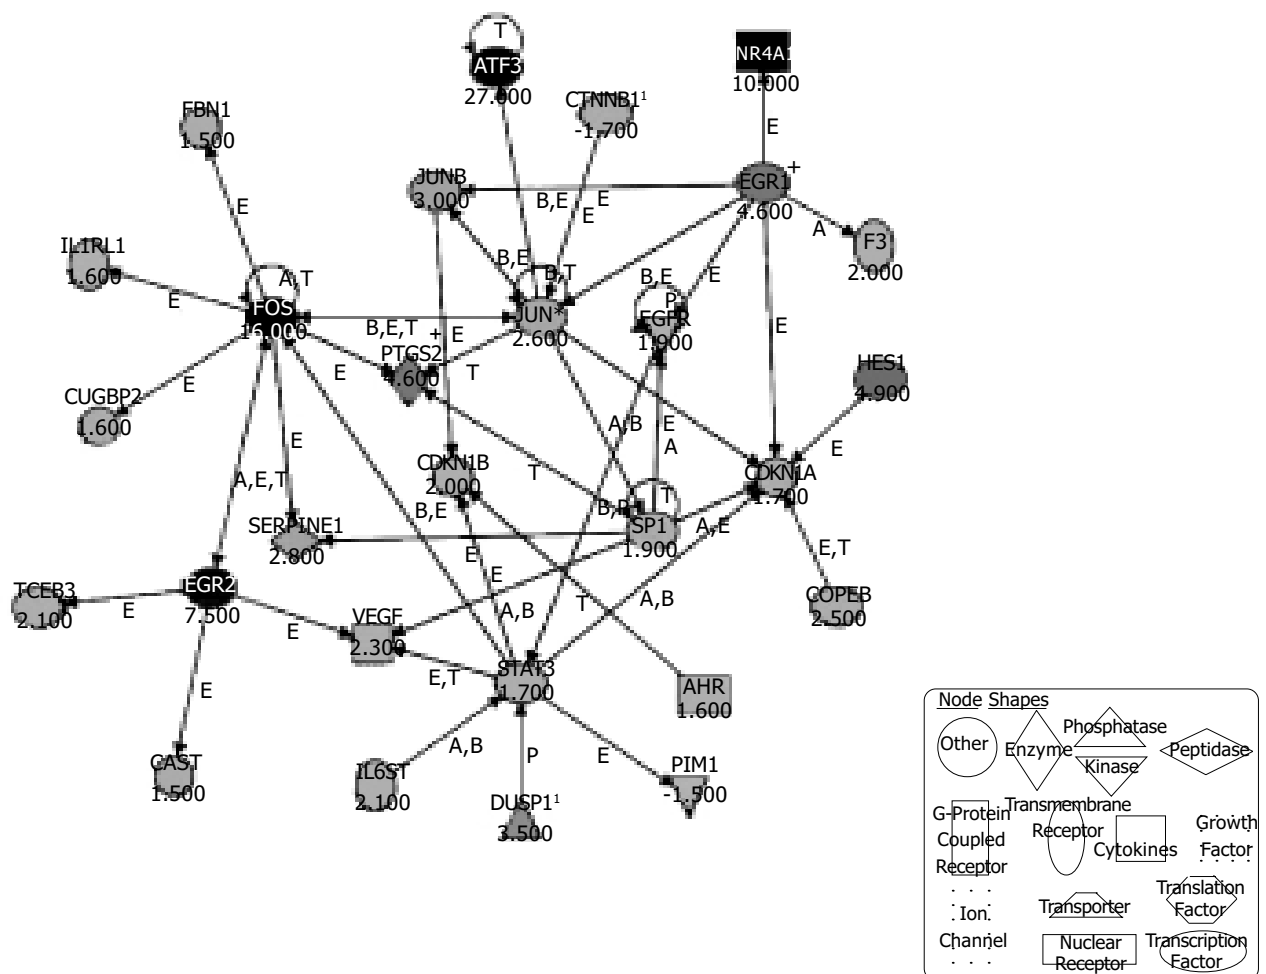 T
ATF3
27.000
NR4A1
10.000
CTNNB1¹
-1.700
FBN1
1.500
E
JUNB
3.000
EGR1+
4.600
B,E
E
E
E
A
F3
2.000
IL1RL1
1.600
E
A,T
FOS
16.000
B,E
B,T
JUN*
2.600
B,E
P
E
EGFR
1.900
B,E,T
+
E
E
PTGS2
4.600
E
T
HES1
4.900
CUGBP2
1.600
E
E
A,B
E
A
E
CDKN1B
2.000
T
CDKN1A
1.700
A,E,T
B,E
B,P
T
SP1
1.900
A,E
SERPINE1
2.800
E
E
E,T
EGR2
7.500
TCEB3
2.100
E
E
VEGF
2.300
A,B
T
A,B
COPEB
2.500
E,T
STAT3
1.700
AHR
1.600
E
A,B
P
E
CAST
1.500
IL6ST
2.100
DUSP1¹
3.500
PIM1
-1.500
Node Shapes
Other
Enzyme
Phosphatase
Kinase
Peptidase
G-Protein
Coupled
Receptor
Transmembrane
Receptor
Cytokines
Growth
Factor
Ion
Channel
Transporter
Translation
Factor
Nuclear
Receptor
Transcription
Factor